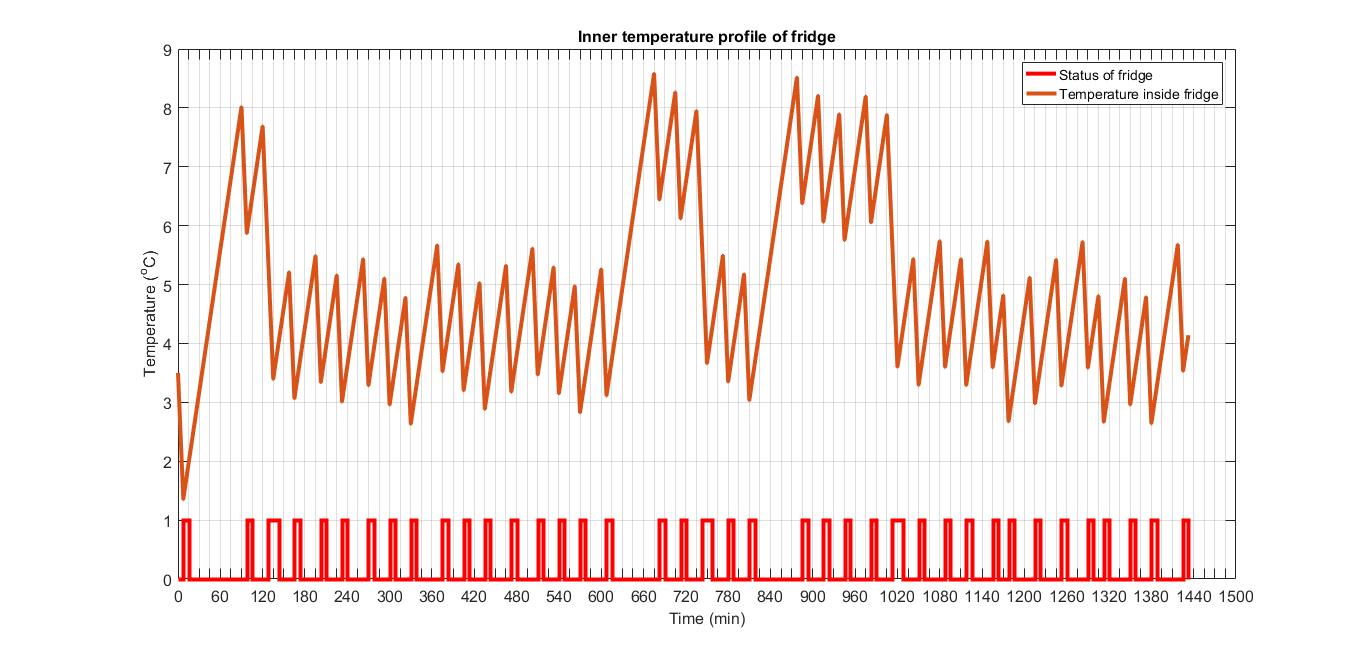 Inner temperature profile of fridge
Status of fridge
Temperature inside fridge
Temperature (°C)
9
8
7
6
5
4
3
2
1
0
0 60 120 180 240 300 360 420 480 540 600 660 720 780 840 900 960 1020 1080 1140 1200 1260 1320 1380 1440 1500
Time (min)